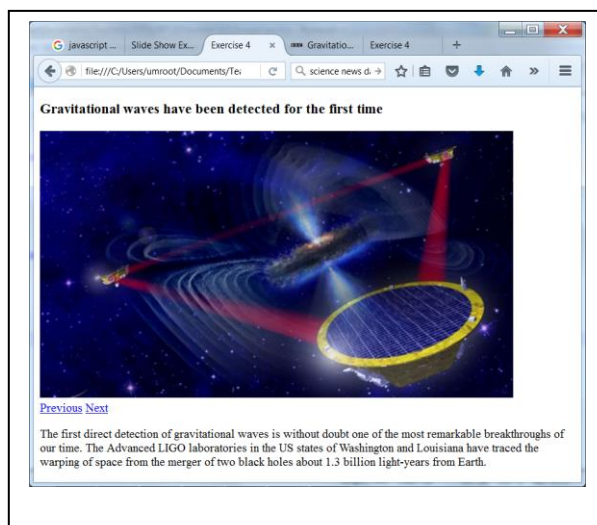 javascript ...
Slide Show Ex...
Exercise 4
Gravitatio...
Exercise 4
file:///C:/Users/umroot/Documents/Te
science news d
Gravitational waves have been detected for the first time
Previous Next
The first direct detection of gravitational waves is without doubt one of the most remarkable breakthroughs of
our time. The Advanced LIGO laboratories in the US states of Washington and Louisiana have traced the
warping of space from the merger of two black holes about 1.3 billion light-years from Earth.